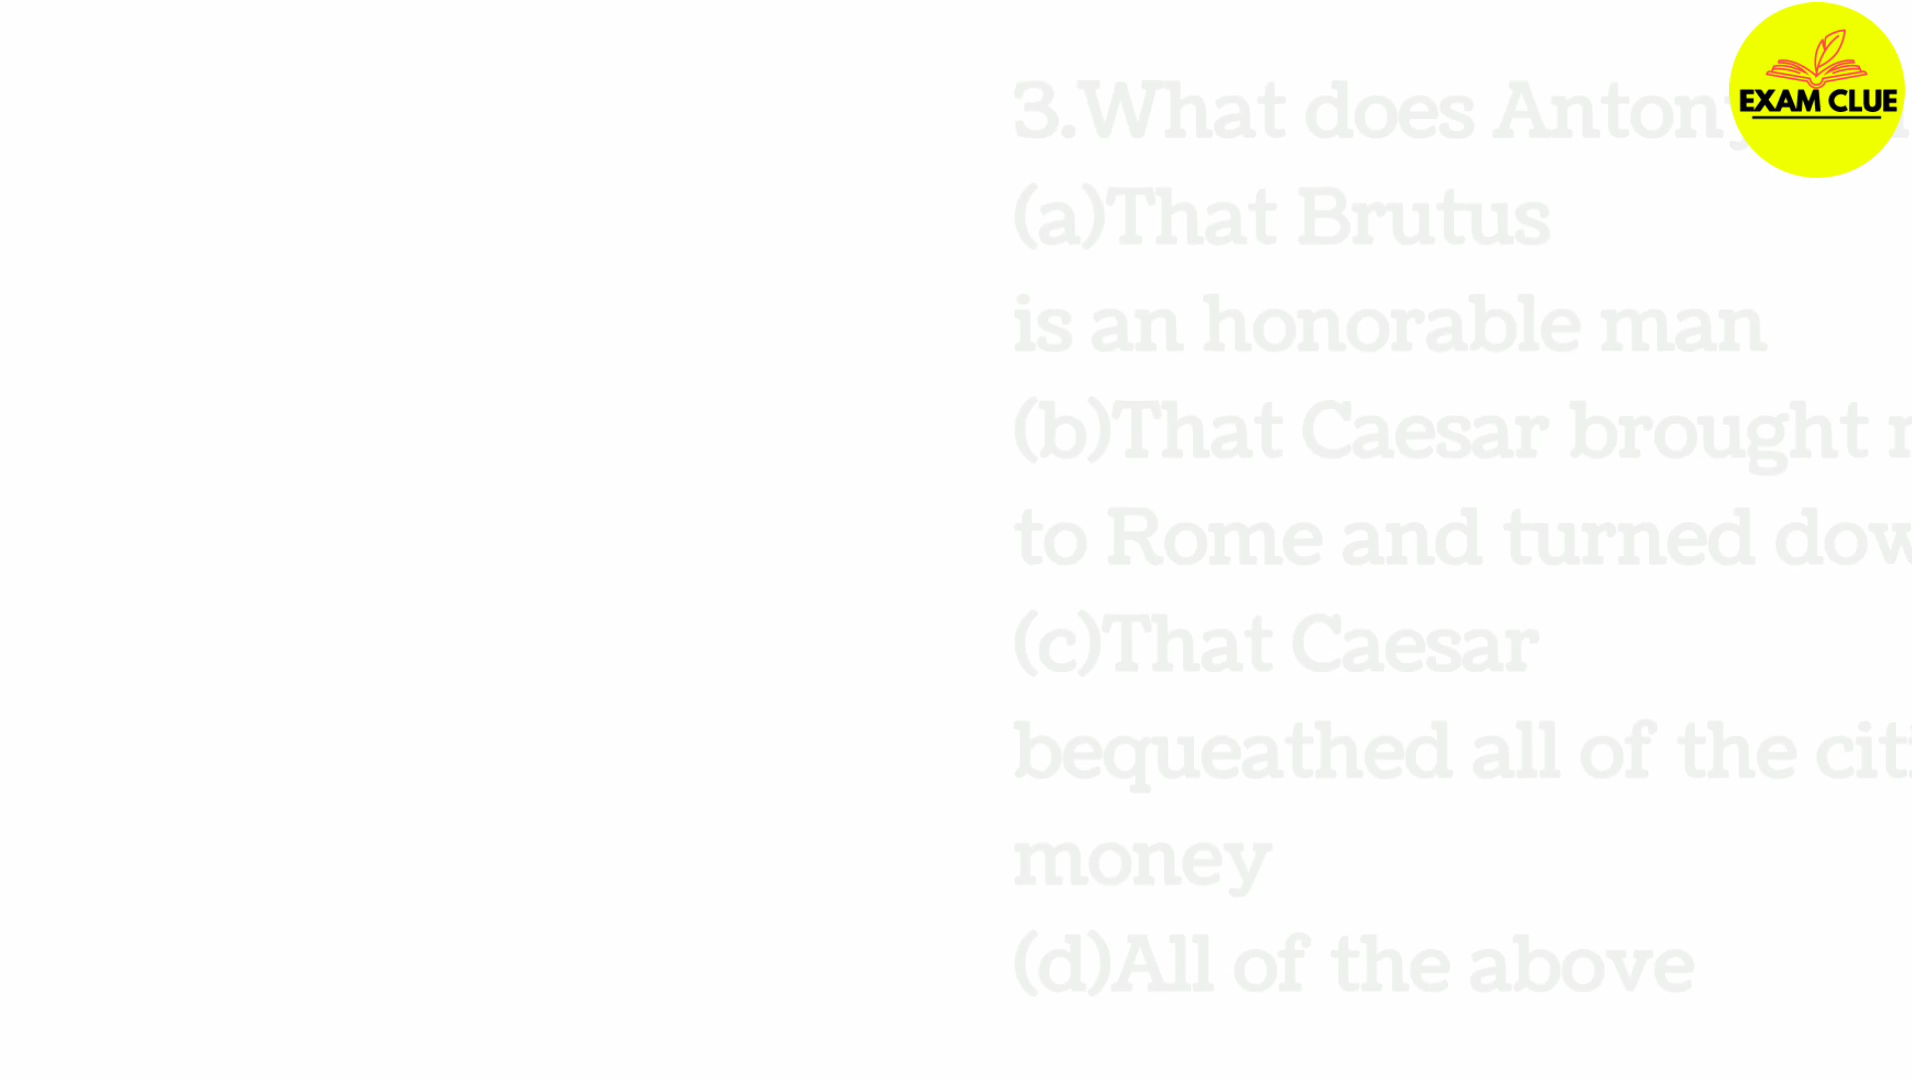 3.What does Antony
(a)That Brutus
is an honorable man
(b)That Caesar brought
to Rome and turned
(c)That Caesar
bequeathed all of the
money
(d)All of the above
EXAM CLUE